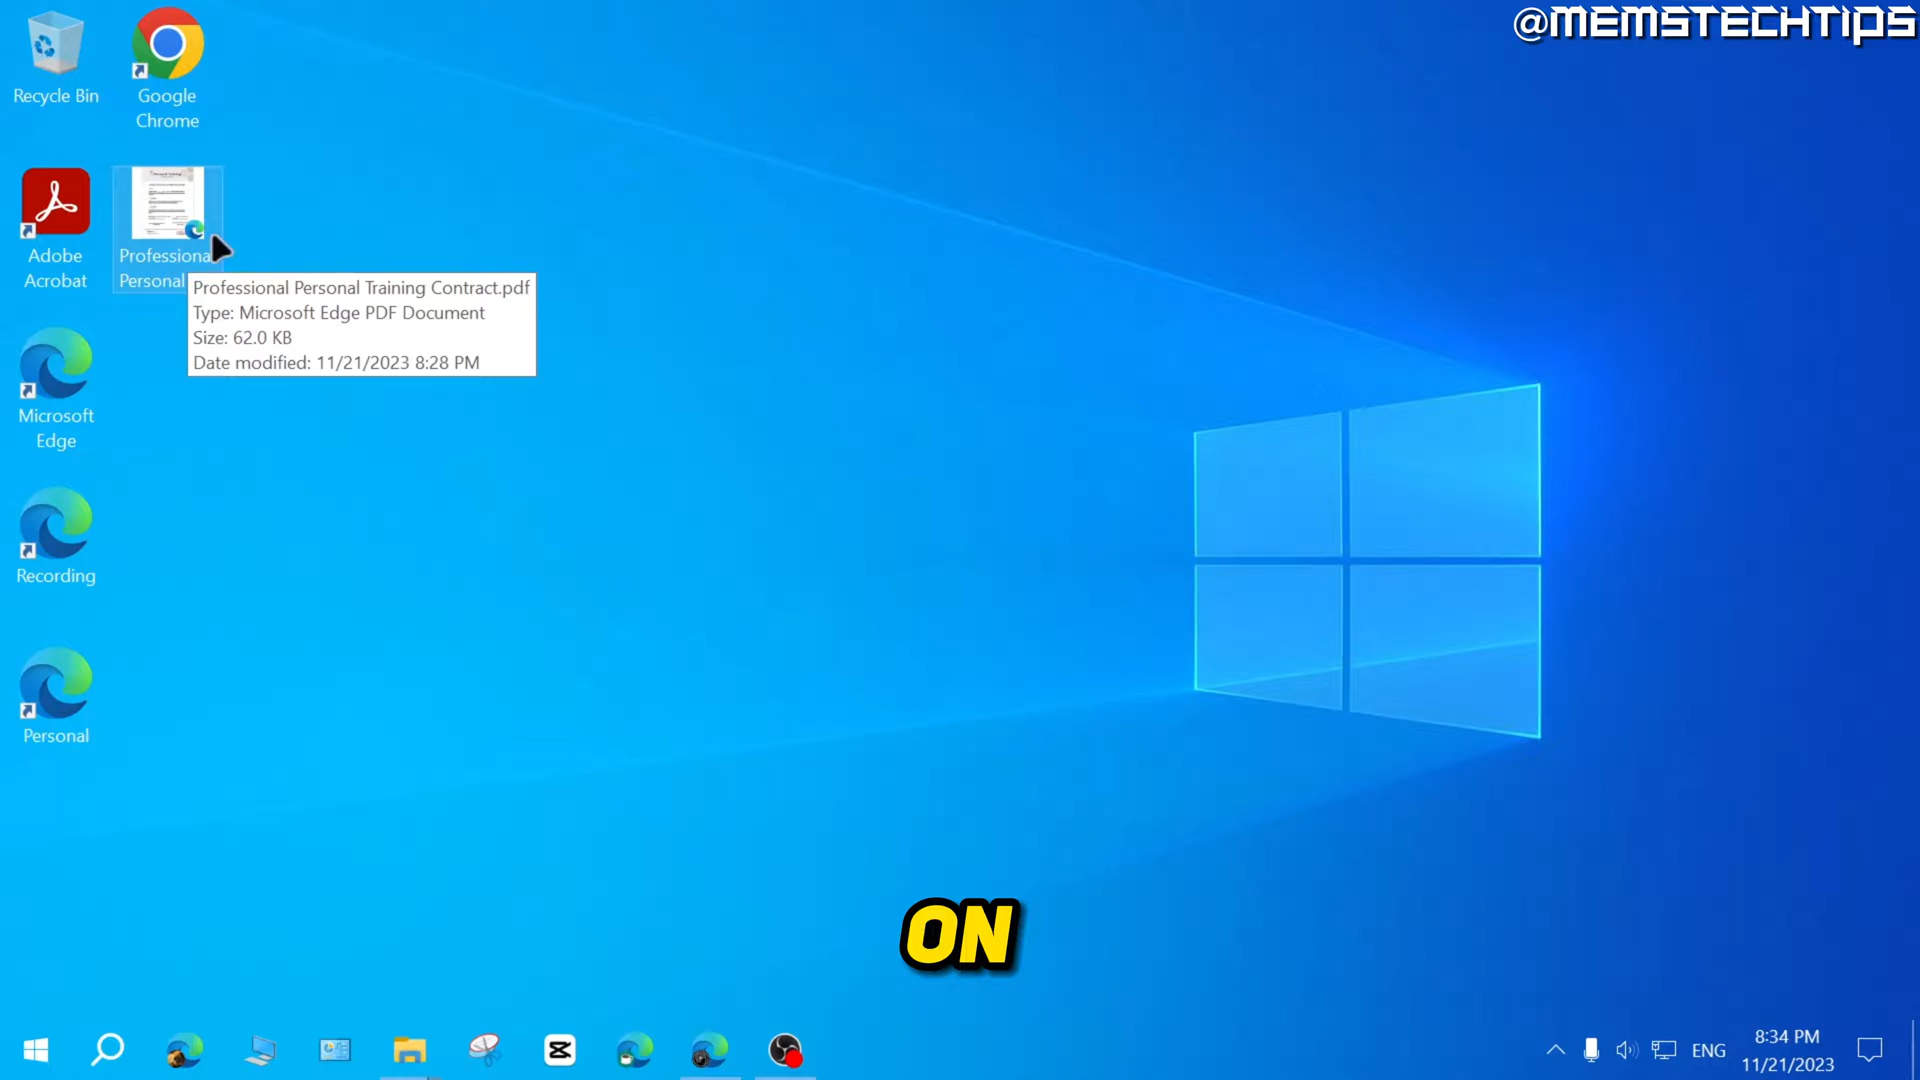 @MEMSTECHTIPS
Recycle Bin
Google
Chrome
Adobe
Acrobat
Professional
Personal
Professional Personal Training Contract.pdf
Type: Microsoft Edge PDF Document
Size: 62.0 KB
Date modified: 11/21/2023 8:28 PM
Microsoft
Edge
Recording
Personal
ON
ENG
8:34 PM
11/21/2023